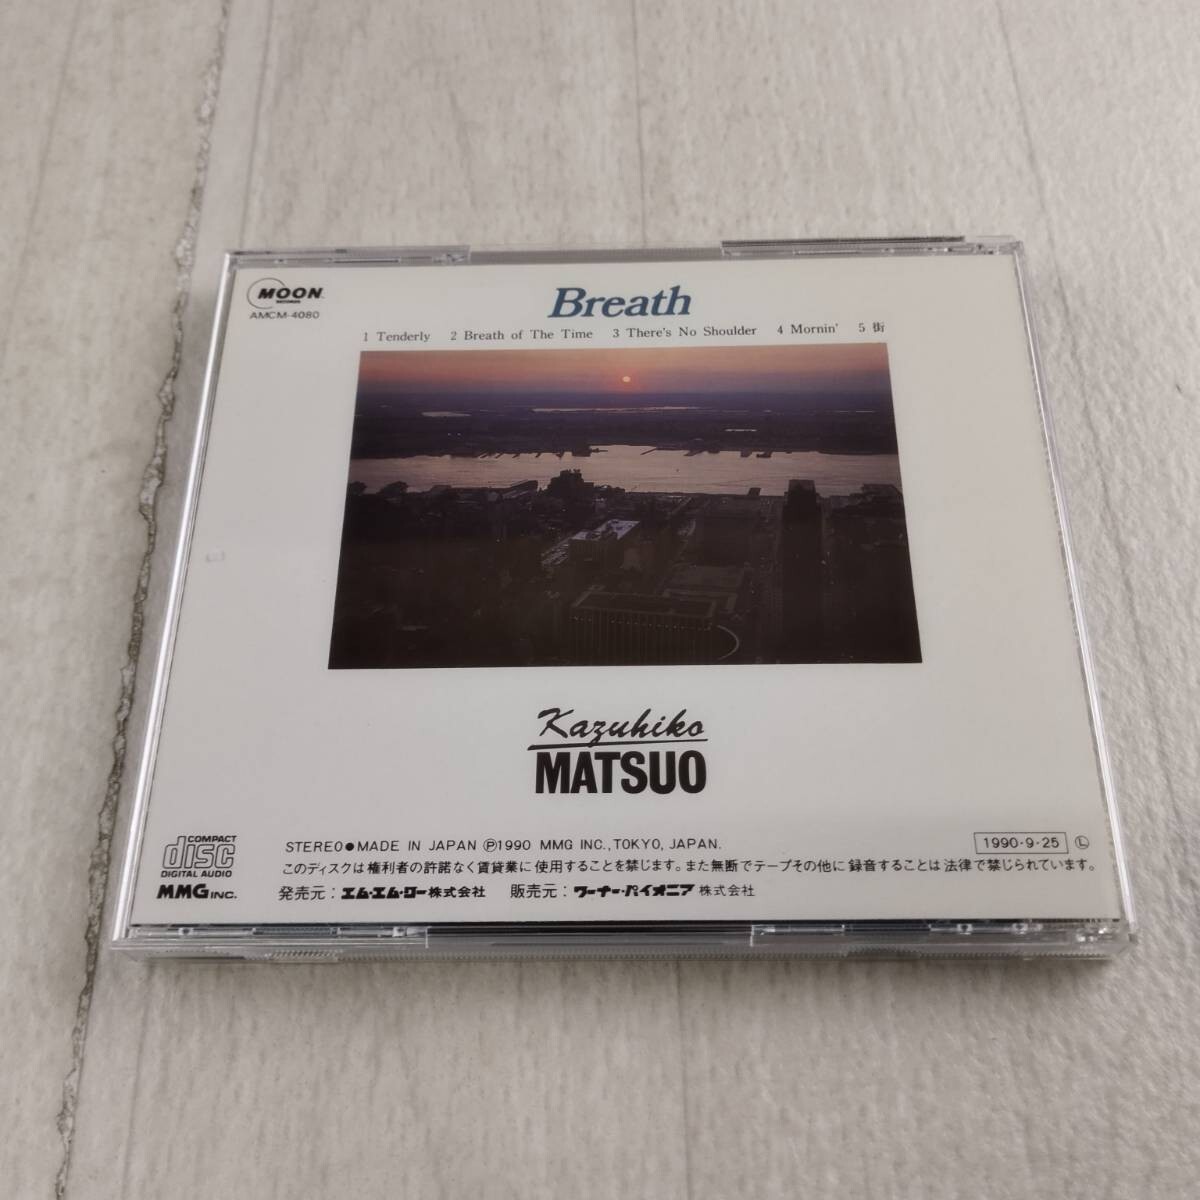 MOON
RECORDS
AMCM-4080
Breath
1 Tenderly 2 Breath of The Time 3 There's No Shoulder 4 Mornin' 5 街
Kazuhiko
MATSUO
COMPACT
disc
DIGITAL AUDIO
STEREO●MADE IN JAPAN Ⓟ1990 MMG INC., TOKYO, JAPAN.
1990・9・25 Ⓛ
このディスクは権利者の許諾なく賃貸業に使用することを禁じます。また無断でテープその他に録音することは法律で禁じられています。
MMG INC.
発売元：エム・エム・ジー株式会社 販売元：ワーナー・パイオニア株式会社